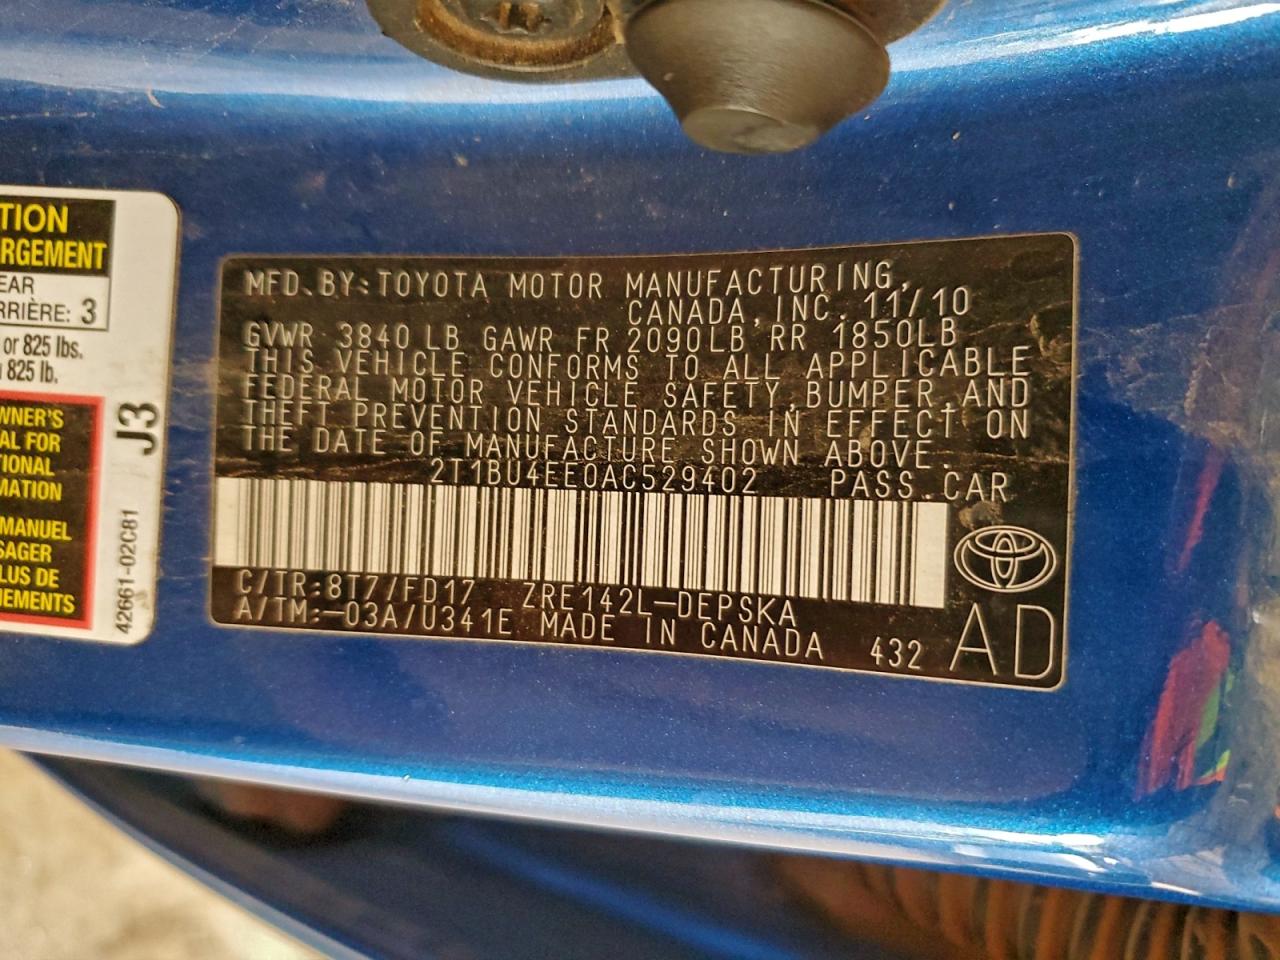 TION
RGEMENT
EAR
RRIÈRE: 3
or 825 lbs.
825 lb.
WNER'S
AL FOR
TIONAL
MATION
MANUEL
SAGER
LUS DE
EMENTS
J3
42661-02C81
MFD. BY: TOYOTA MOTOR MANUFACTURING,
CANADA, INC. 11/10
GVWR 3840 LB GAWR FR 2090LB RR 1850LB
THIS VEHICLE CONFORMS TO ALL APPLICABLE
FEDERAL MOTOR VEHICLE SAFETY, BUMPER, AND
THEFT PREVENTION STANDARDS IN EFFECT ON
THE DATE OF MANUFACTURE SHOWN ABOVE.
2T1BU4EE0AC529402 PASS. CAR
C/TR: 8T7/FD17 ZRE142L-DEPSKA
A/TM: -03A/U341E MADE IN CANADA 432 AD